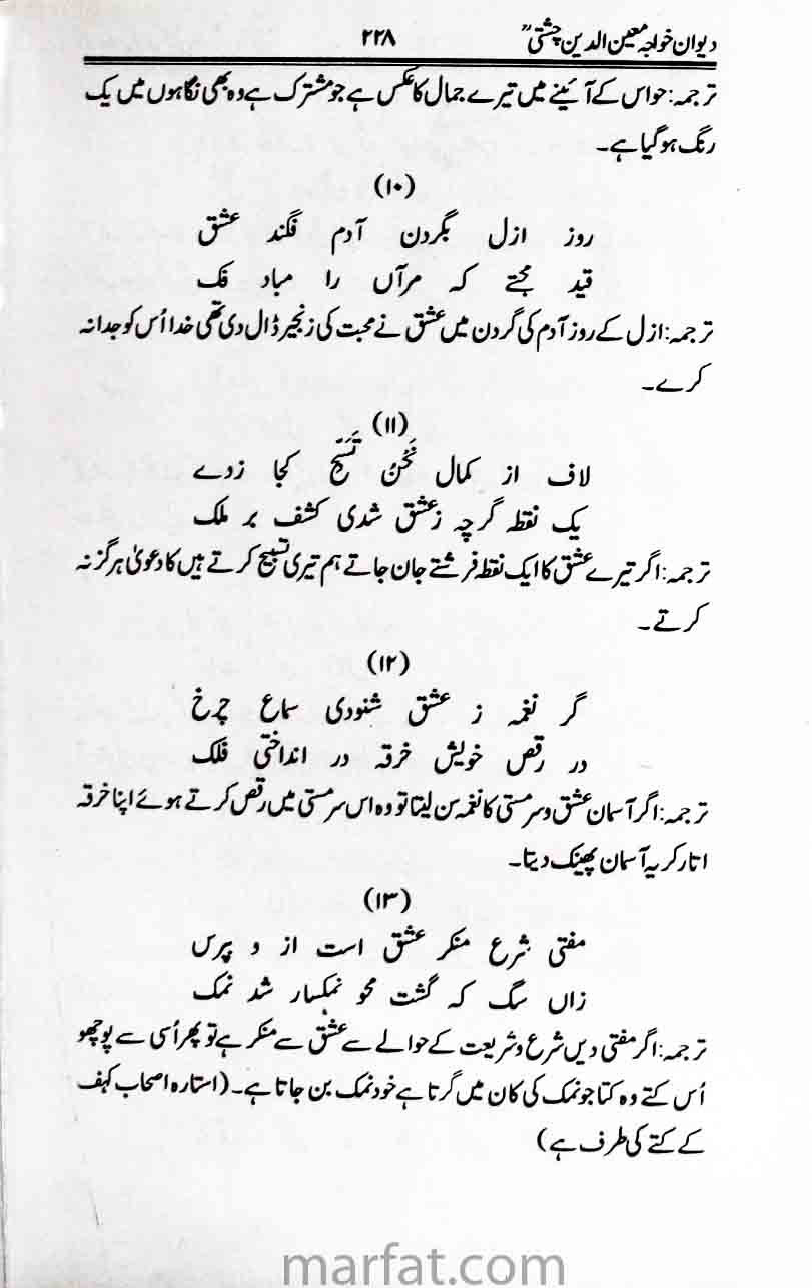 دیوان خواجہ معین الدین چشتیؒ ۲۲۸
ترجمہ: حواس کے آئینے میں تیرے جمال کا عکس ہے جو مشترک ہے وہ بھی نگاہوں میں یک
رنگ ہو گیا ہے۔
(۱۰)
روز ازل بگردن آدم فگند عشق
قید مجتے کہ مرآں را مباد فک
ترجمہ: ازل کے روز آدم کی گردن میں عشق نے محبت کی زنجیر ڈال دی تھی خدا اُس کو جدا نہ
کرے۔
(۱۱)
لاف از کمال نَحْنُ نُسَبِّحُ کجا زدے
یک نقطہ گرچہ زعشق شدی کشف بر ملک
ترجمہ: اگر تیرے عشق کا ایک نقطہ فرشتے جان جاتے ہم تیری تسبیح کرتے ہیں کا دعویٰ ہرگز نہ
کرتے۔
(۱۲)
گر نغمہ ز عشق شنودی سماع چرخ
در رقص خویش خرقہ در انداختی فلک
ترجمہ: اگر آسمان عشق و سرمستی کا نغمہ سن لیتا تو وہ اس سرمستی میں رقص کرتے ہوئے اپنا خرقہ
اتار کر یہ آسمان پھینک دیتا۔
(۱۳)
مفتی شرع منکر عشق است از و پرس
زاں سگ کہ گشت محو نمکسار شد نمک
ترجمہ: اگر مفتی دیں شرع و شریعت کے حوالے سے عشق سے منکر ہے تو پھر اُسی سے پوچھو
اُس کتے وہ کتا جو نمک کی کان میں گرتا ہے خود نمک بن جاتا ہے۔ (استارہ اصحاب کہف
کے کتے کی طرف ہے)
marfat.com